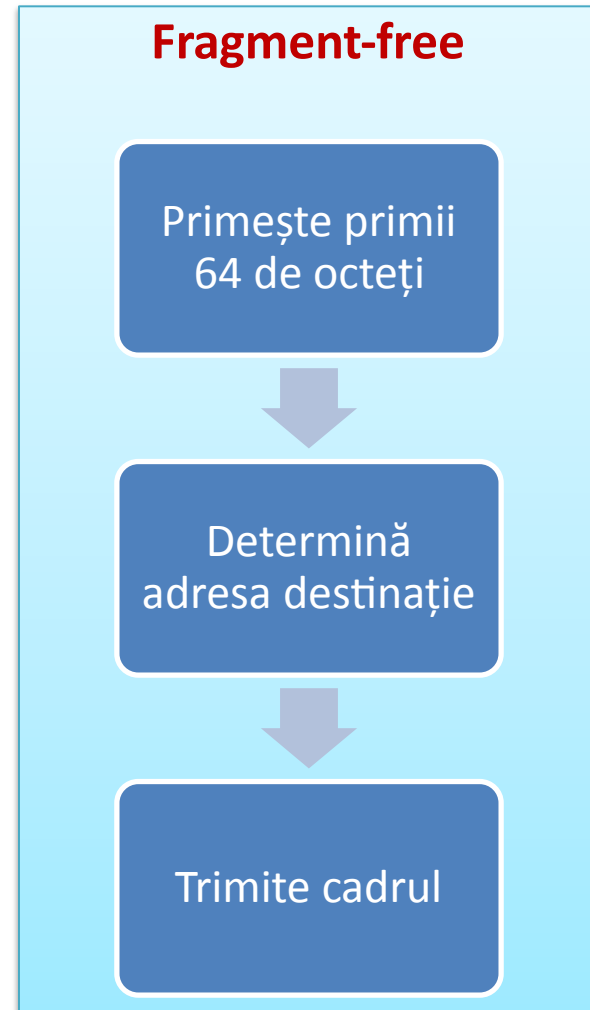 Fragment-free
Primește primii
64 de octeți
Determină
adresa destinație
Trimite cadrul